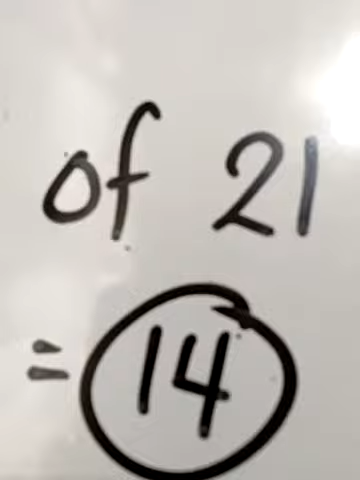 of 21
= 14